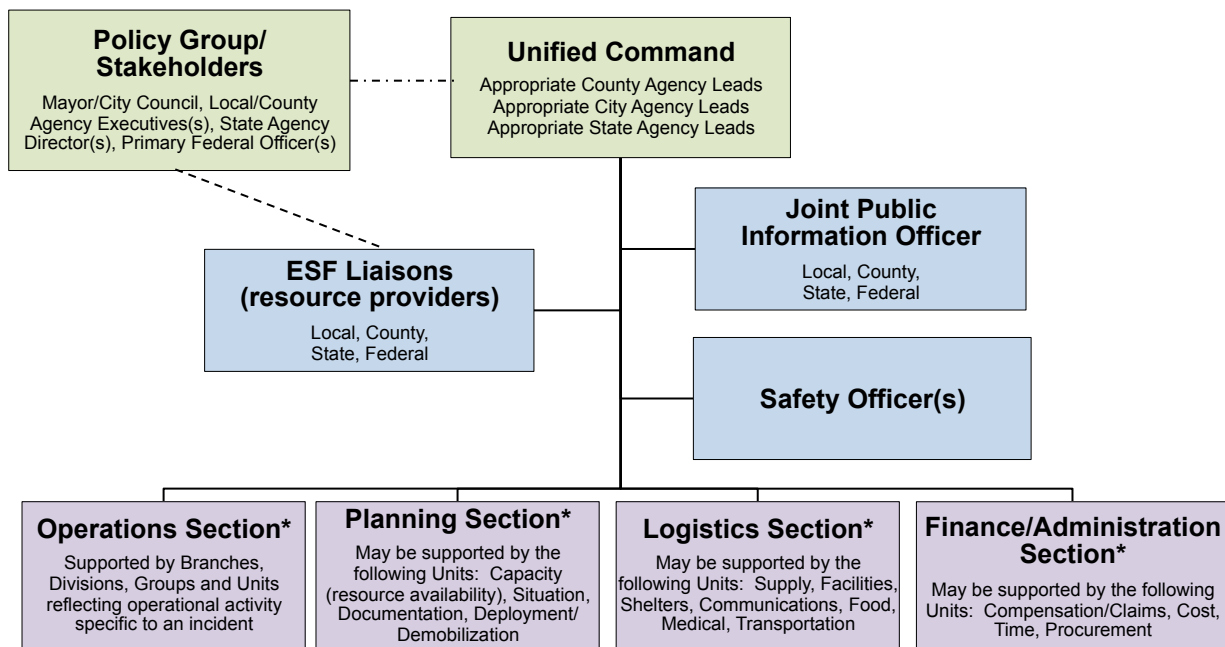 Policy Group/
Stakeholders
Mayor/City Council, Local/County
Agency Executives(s), State Agency
Director(s), Primary Federal Officer(s)
Unified Command
Appropriate County Agency Leads
Appropriate City Agency Leads
Appropriate State Agency Leads
Joint Public
Information Officer
Local, County,
State, Federal
ESF Liaisons
(resource providers)
Local, County,
State, Federal
Safety Officer(s)
Operations Section*
Supported by Branches,
Divisions, Groups and Units
reflecting operational activity
specific to an incident
Planning Section*
May be supported by the
following Units: Capacity
(resource availability), Situation,
Documentation, Deployment/
Demobilization
Logistics Section*
May be supported by the
following Units: Supply, Facilities,
Shelters, Communications, Food,
Medical, Transportation
Finance/Administration
Section*
May be supported by the following
Units: Compensation/Claims, Cost,
Time, Procurement